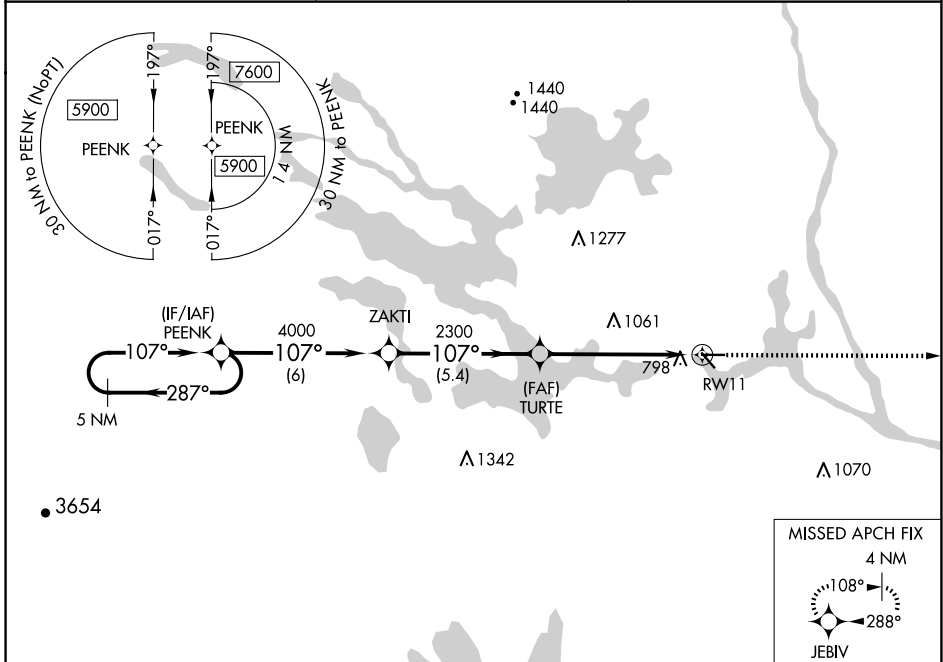 30 NM to PEENK (NoPT)
5900
PEENK
197°
017°
197°
017°
7600
PEENK
5900
14 NM
30 NM to PEENK
1440
1440
1277
(IF/IAF)
PEENK
107°
287°
5 NM
4000
107°
(6)
ZAKTI
2300
107°
(5.4)
(FAF)
TURTE
1061
798
RW11
1342
1070
3654
MISSED APCH FIX
4 NM
108°
288°
JEBIV